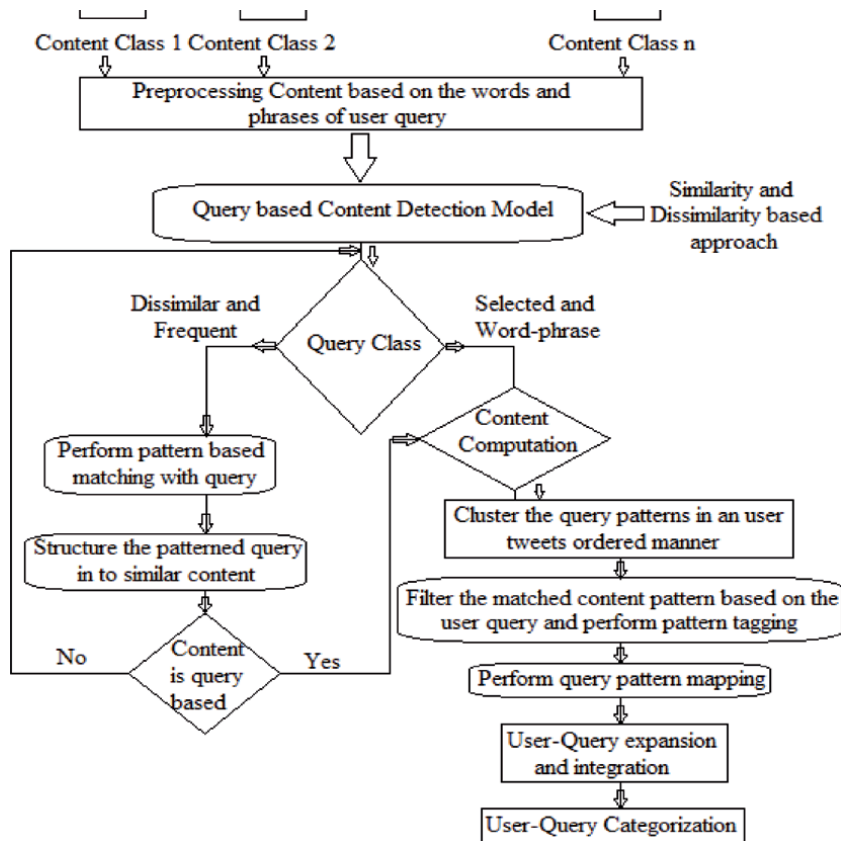 Content Class 1 Content Class 2 Content Class n
Preprocessing Content based on the words and
phrases of user query
Query based Content Detection Model
Similarity and
Dissimilarity based
approach
Dissimilar and
Frequent
Query Class
Selected and
Word-phrase
Content
Computation
Perform pattern based
matching with query
Structure the patterned query
in to similar content
Content
is query
based
No
Yes
Cluster the query patterns in an user
tweets ordered manner
Filter the matched content pattern based on the
user query and perform pattern tagging
Perform query pattern mapping
User-Query expansion
and integration
User-Query Categorization